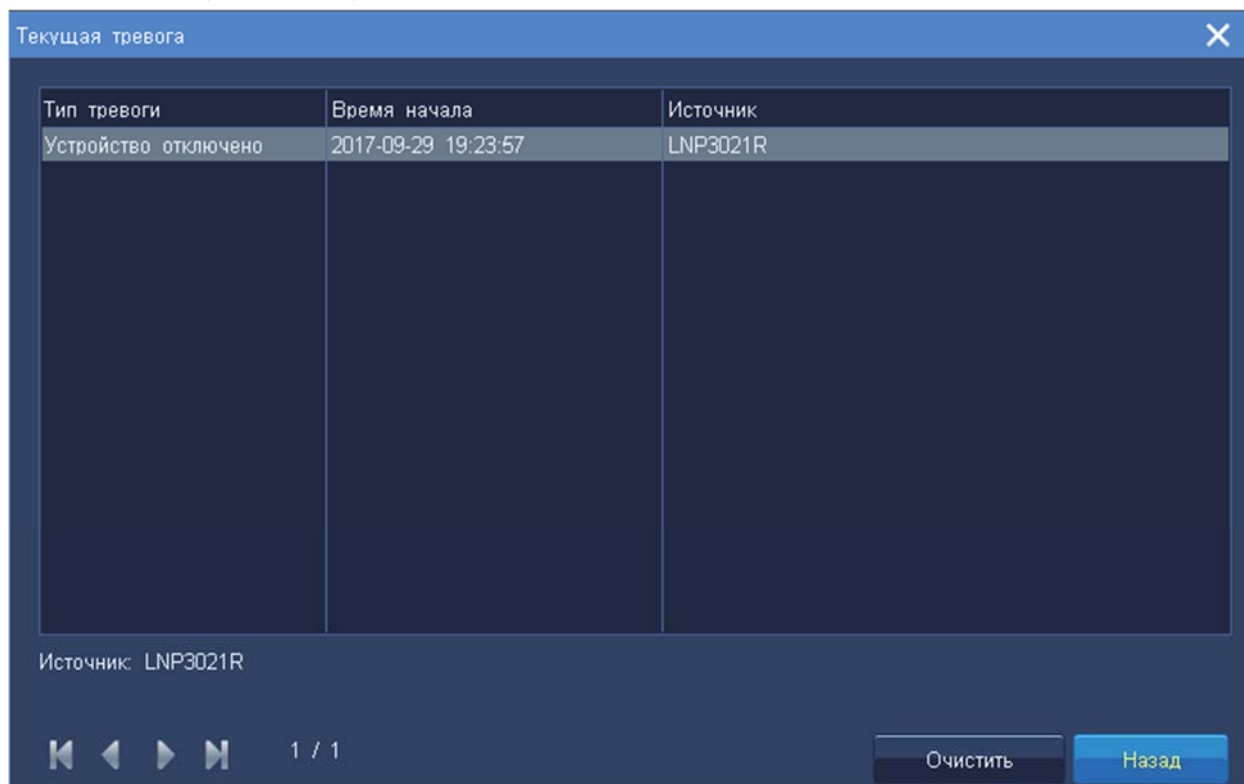 Текущая тревога
Тип тревоги Время начала Источник
Устройство отключено 2017-09-29 19:23:57 LNP3021R
Источник: LNP3021R
1 / 1 Очистить Назад